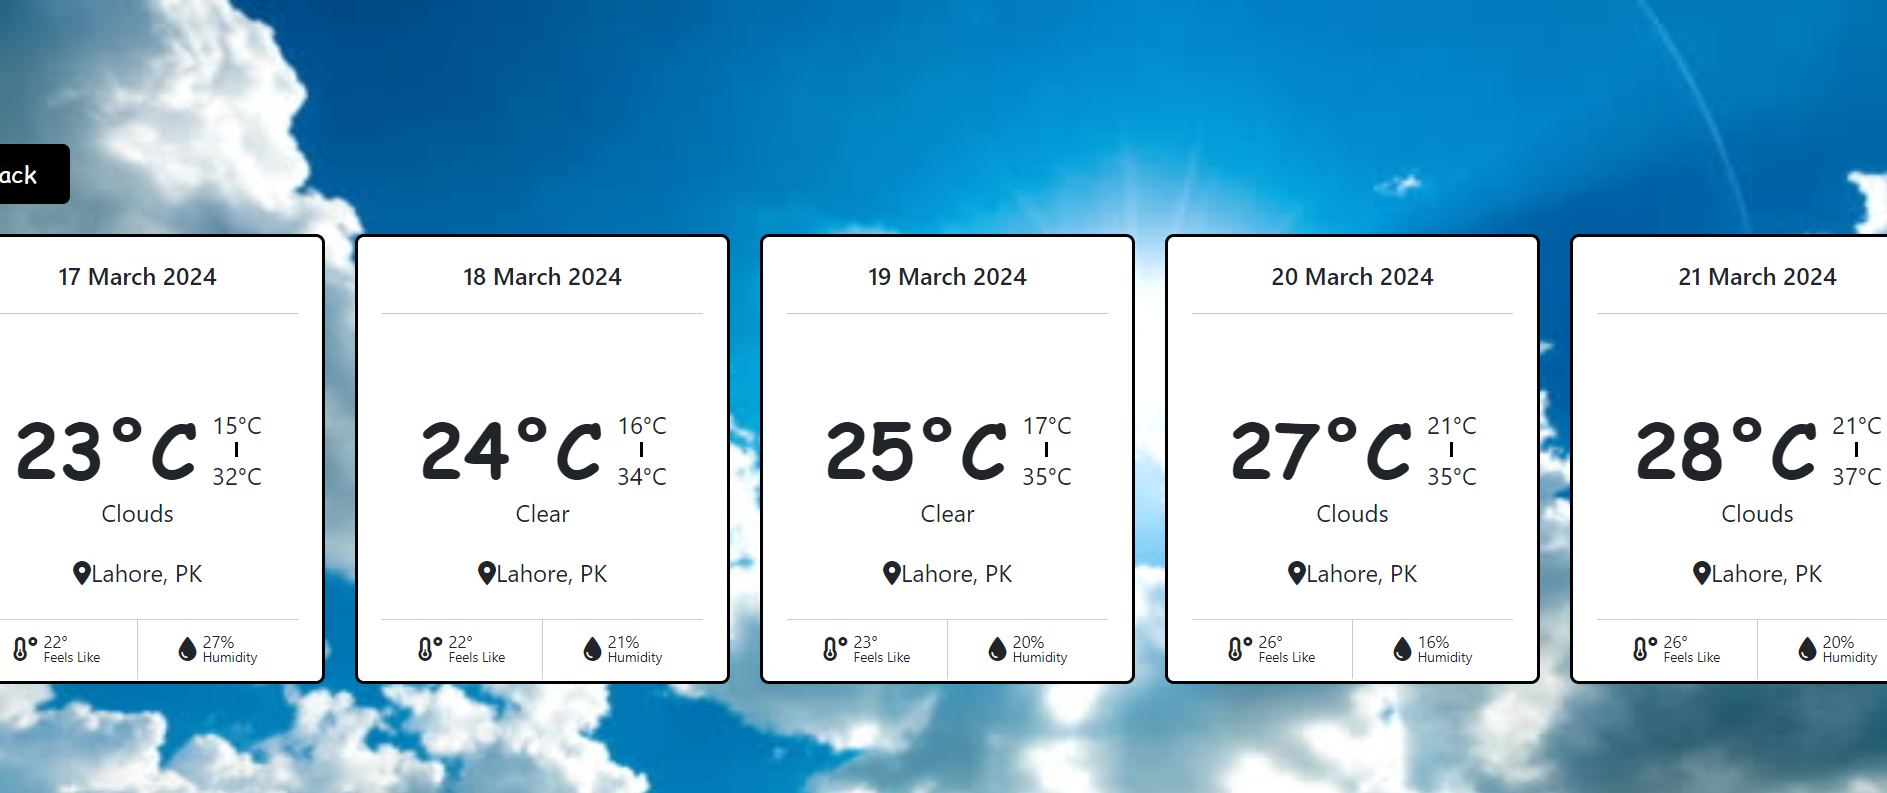 ack
17 March 2024
23°C
15°C
32°C
Clouds
Lahore, PK
22°
Feels Like
27%
Humidity
18 March 2024
24°C
16°C
34°C
Clear
Lahore, PK
22°
Feels Like
21%
Humidity
19 March 2024
25°C
17°C
35°C
Clear
Lahore, PK
23°
Feels Like
20%
Humidity
20 March 2024
27°C
21°C
35°C
Clouds
Lahore, PK
26°
Feels Like
16%
Humidity
21 March 2024
28°C
21°C
37°C
Clouds
Lahore, PK
26°
Feels Like
20%
Humidity